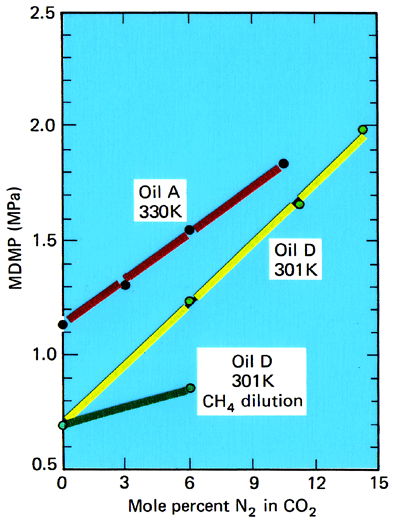 2.5
2.0
1.5
1.0
0.5
MDMP (MPa)
Oil A
330K
Oil D
301K
Oil D
301K
CH₄ dilution
0
3
6
9
12
15
Mole percent N₂ in CO₂